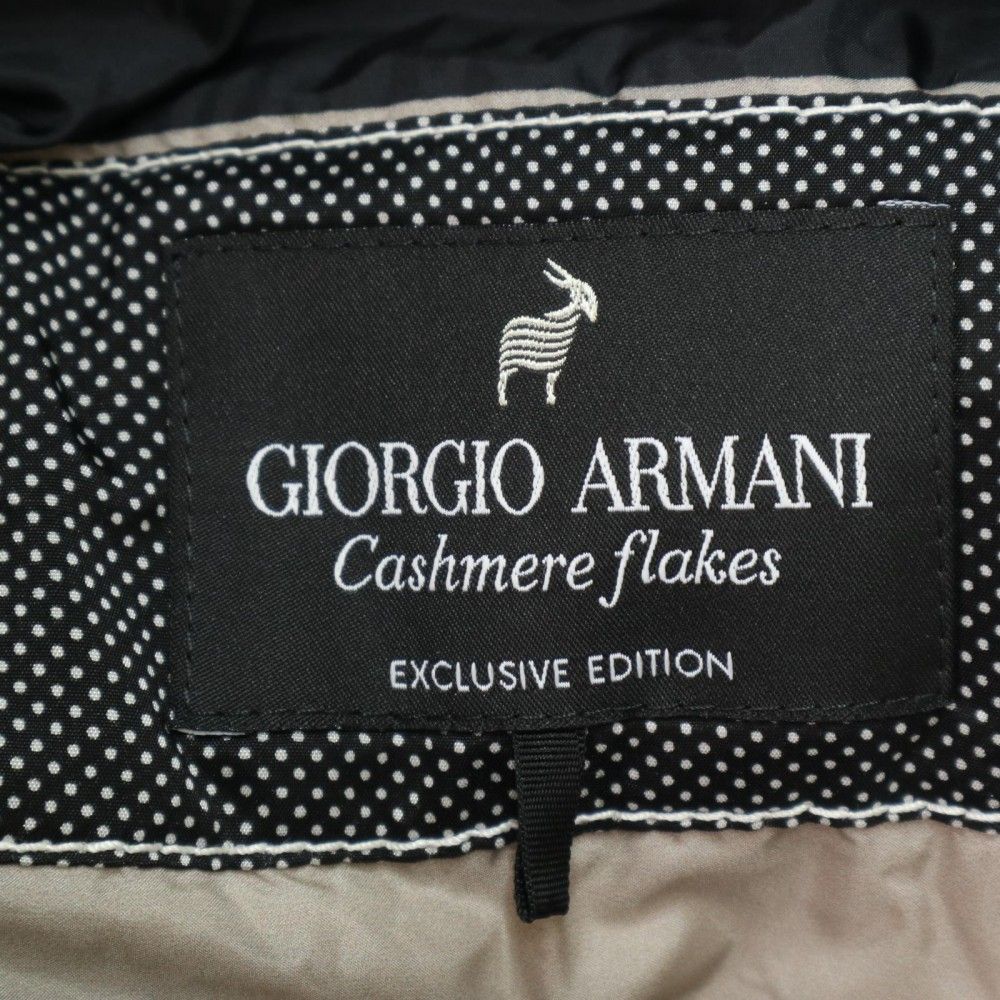 GIORGIO ARMANI
Cashmere flakes
EXCLUSIVE EDITION